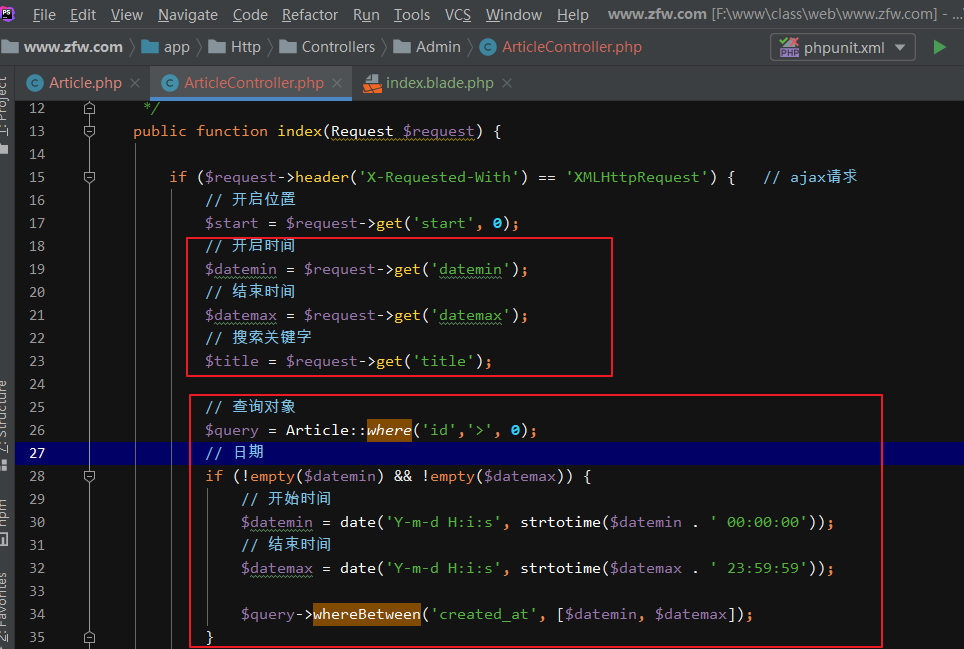 PS File Edit View Navigate Code Refactor Run Tools VCS Window Help www.zfw.com [F:\www\class\web\www.zfw.com] - ...
www.zfw.com app Http Controllers Admin C ArticleController.php PHP phpunit.xml
C Article.php C ArticleController.php index.blade.php
1: Project
Z: Structure
npm
2: Favorites
12 */
13 public function index(Request $request) {
14
15 if ($request->header('X-Requested-With') == 'XMLHttpRequest') { // ajax请求
16 // 开启位置
17 $start = $request->get('start', 0);
18 // 开启时间
19 $datemin = $request->get('datemin');
20 // 结束时间
21 $datemax = $request->get('datemax');
22 // 搜索关键字
23 $title = $request->get('title');
24
25 // 查询对象
26 $query = Article::where('id','>', 0);
27 // 日期
28 if (!empty($datemin) && !empty($datemax)) {
29 // 开始时间
30 $datemin = date('Y-m-d H:i:s', strtotime($datemin . ' 00:00:00'));
31 // 结束时间
32 $datemax = date('Y-m-d H:i:s', strtotime($datemax . ' 23:59:59'));
33
34 $query->whereBetween('created_at', [$datemin, $datemax]);
35 }